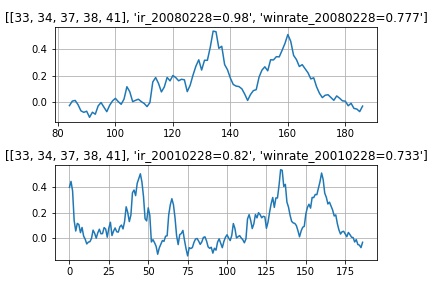 [[33, 34, 37, 38, 41], 'ir_20080228=0.98', 'winrate_20080228=0.777']
0.4
0.2
0.0
80 100 120 140 160 180
[[33, 34, 37, 38, 41], 'ir_20010228=0.82', 'winrate_20010228=0.733']
0.4
0.2
0.0
0 25 50 75 100 125 150 175